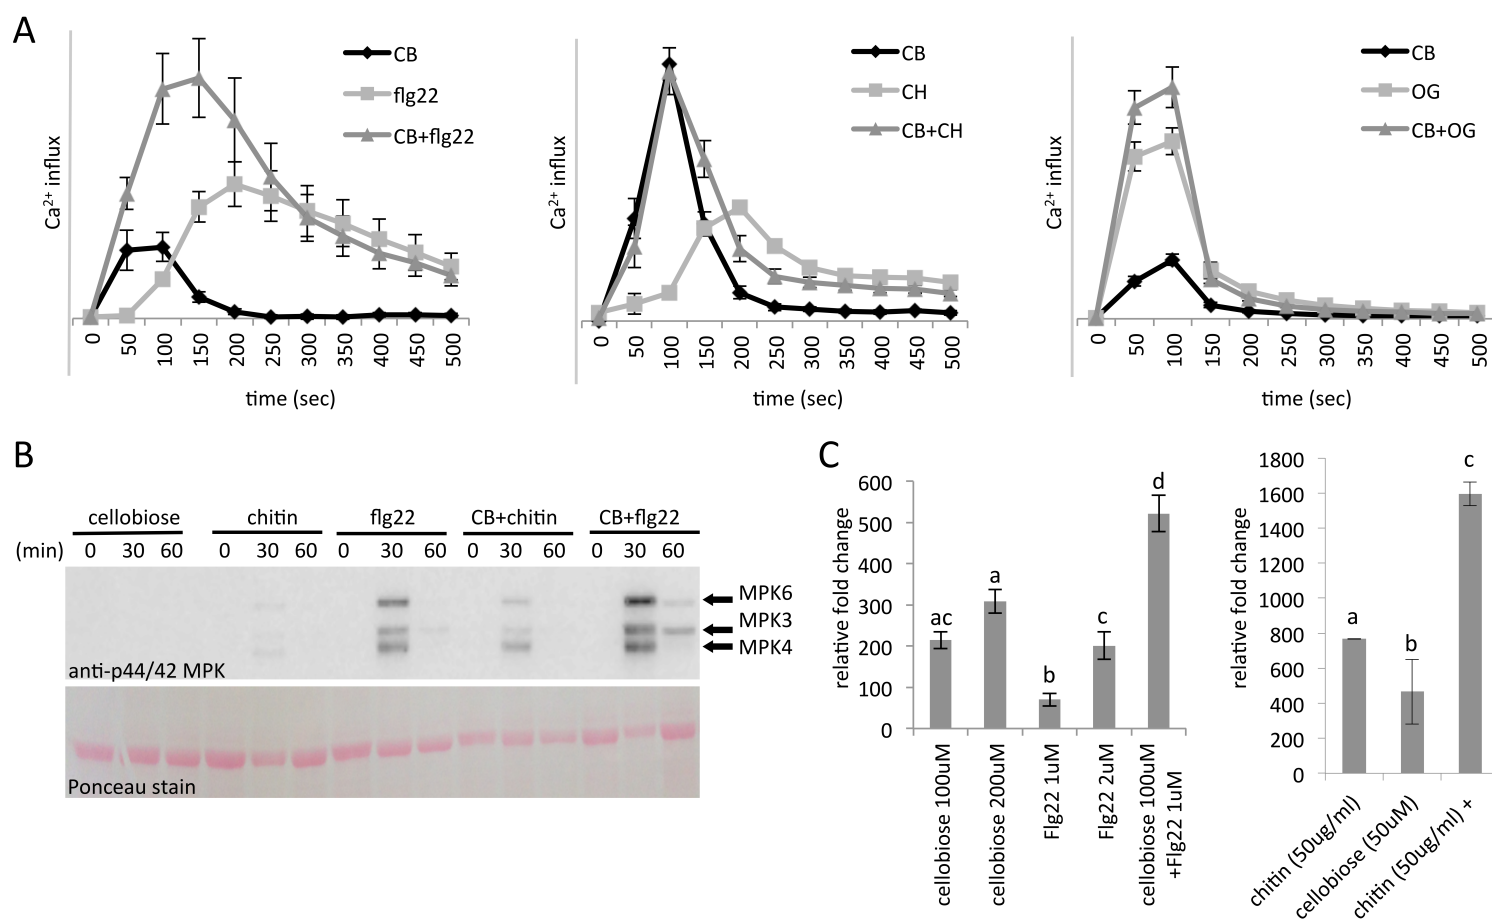 A
CB
flg22
CB+flg22
Ca²⁺ influx
0 50 100 150 200 250 300 350 400 450 500
time (sec)
CB
CH
CB+CH
Ca²⁺ influx
0 50 100 150 200 250 300 350 400 450 500
time (sec)
CB
OG
CB+OG
Ca²⁺ influx
0 50 100 150 200 250 300 350 400 450 500
time (sec)
B
cellobiose chitin flg22 CB+chitin CB+flg22
(min) 0 30 60 0 30 60 0 30 60 0 30 60 0 30 60
MPK6
MPK3
MPK4
anti-p44/42 MPK
Ponceau stain
C
relative fold change
600
500
400
300
200
100
0
ac
a
b
c
d
cellobiose 100uM
cellobiose 200uM
Flg22 1uM
Flg22 2uM
cellobiose 100uM
+Flg22 1uM
relative fold change
1800
1600
1400
1200
1000
800
600
400
200
0
a
b
c
chitin (50ug/ml)
cellobiose (50uM)
chitin (50ug/ml) +